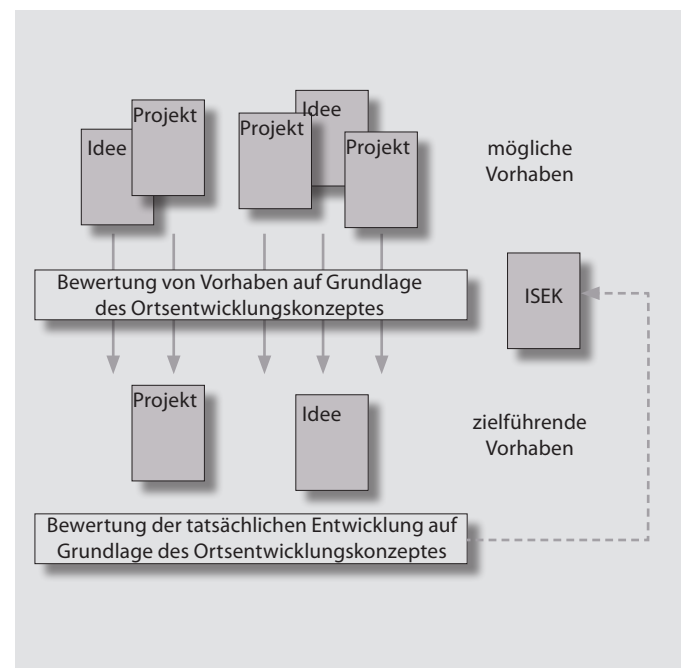 Projekt
Idee
Idee
Projekt
Projekt
mögliche
Vorhaben
Bewertung von Vorhaben auf Grundlage
des Ortsentwicklungskonzeptes
ISEK
Projekt
Idee
zielführende
Vorhaben
Bewertung der tatsächlichen Entwicklung auf
Grundlage des Ortsentwicklungskonzeptes